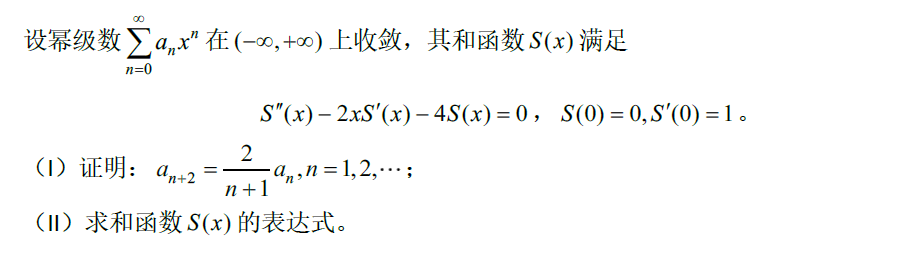 设幂级数 $\sum_{n=0}^{\infty} a_n x^n$ 在 $(-\infty,+\infty)$ 上收敛，其和函数 $S(x)$ 满足
$S''(x)-2xS'(x)-4S(x)=0$， $S(0)=0,S'(0)=1$。
（I）证明： $a_{n+2}=\frac{2}{n+1}a_n,n=1,2,\cdots$；
（II）求和函数 $S(x)$ 的表达式。